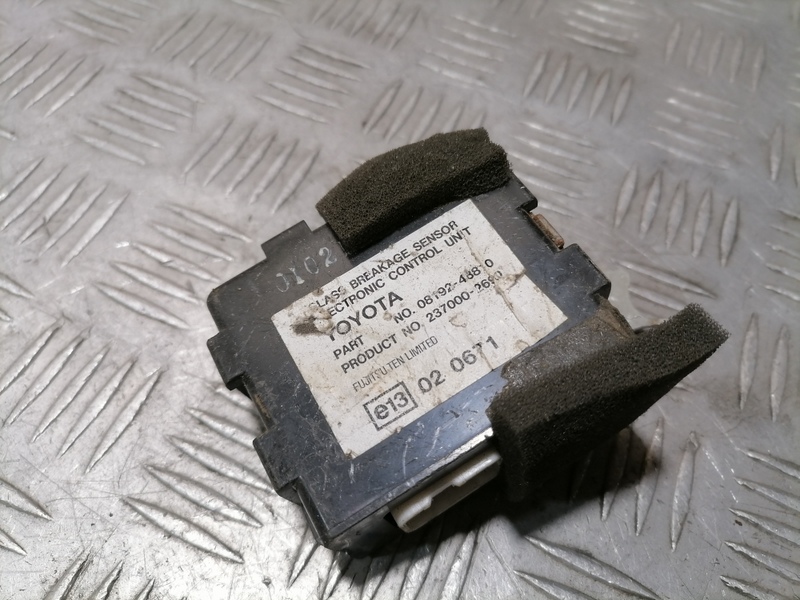 0102
GLASS BREAKAGE SENSOR
ELECTRONIC CONTROL UNIT
TOYOTA
PART NO.
PRODUCT NO.
FUJITSU TEN LIMITED
e13 02 0671